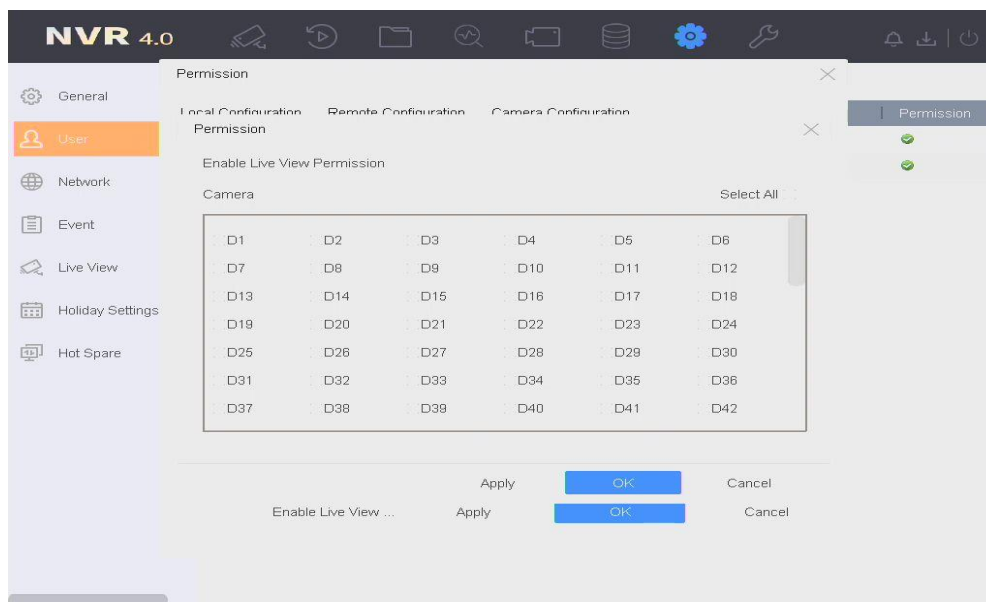 NVR 4.0
Permission
General
Local Configuration Remote Configuration Camera Configuration
Permission
Permission
User
Enable Live View Permission
Network
Camera Select All
Event
D1 D2 D3 D4 D5 D6
Live View
D7 D8 D9 D10 D11 D12
D13 D14 D15 D16 D17 D18
Holiday Settings
D19 D20 D21 D22 D23 D24
Hot Spare
D25 D26 D27 D28 D29 D30
D31 D32 D33 D34 D35 D36
D37 D38 D39 D40 D41 D42
Apply OK Cancel
Enable Live View ... Apply OK Cancel